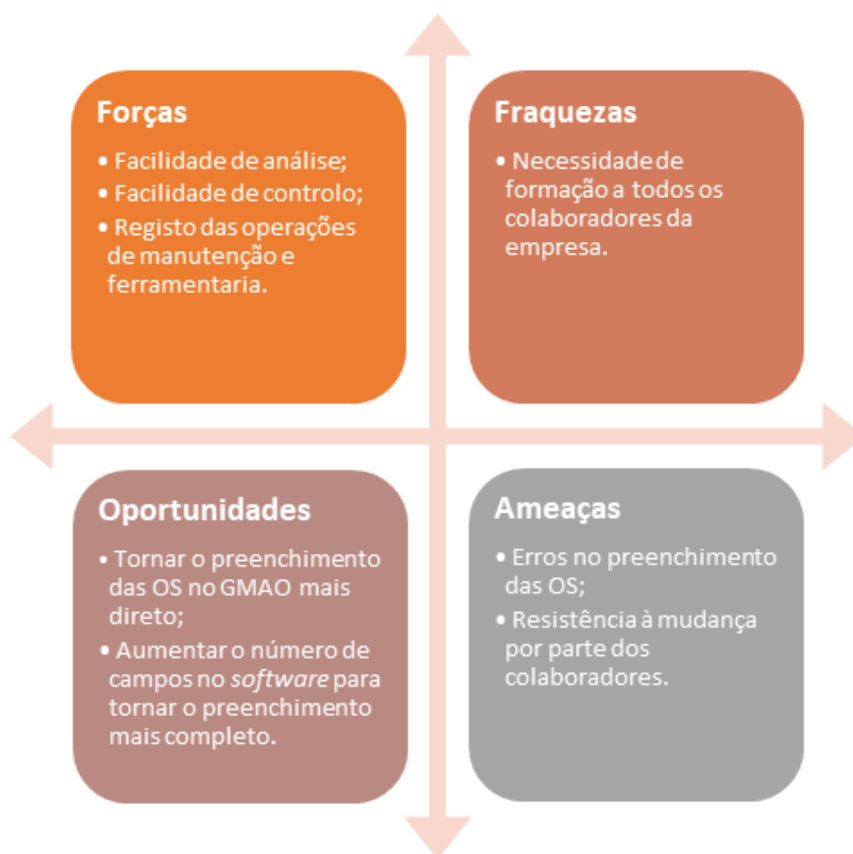 Forças
• Facilidade de análise;
• Facilidade de controlo;
• Registo das operações
de manutenção e
ferramentaria.
Fraquezas
• Necessidade de
formação a todos os
colaboradores da
empresa.
Oportunidades
• Tornar o preenchimento
das OS no GMAO mais
direto;
• Aumentar o número de
campos no software para
tornar o preenchimento
mais completo.
Ameaças
• Erros no preenchimento
das OS;
• Resistência à mudança
por parte dos
colaboradores.